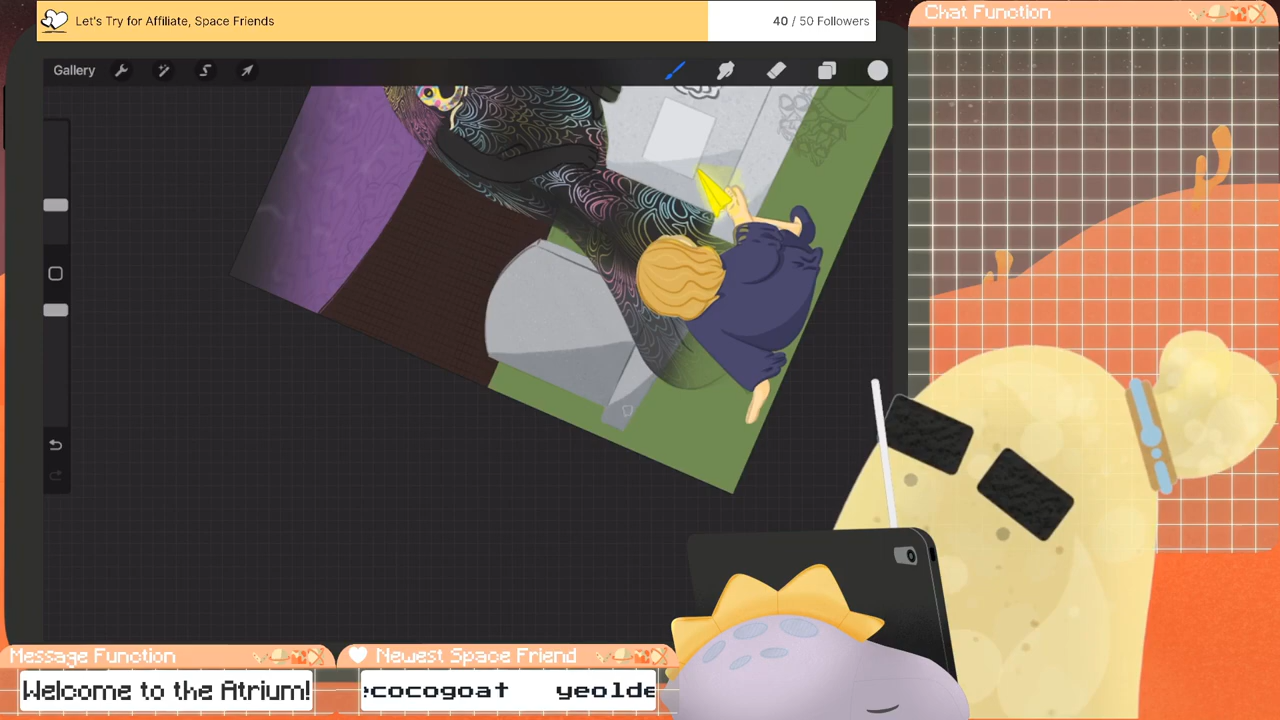 Let's Try for Affiliate, Space Friends
40 / 50 Followers
Chat Function
Gallery
Message Function
Newest Space Friend
Welcome to the Atrium!
cocogoat yeolde